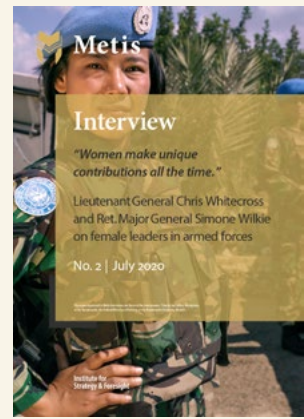 Metis
Interview
"Women make unique
contributions all the time."
Lieutenant General Chris Whitecross
and Ret. Major General Simone Wilkie
on female leaders in armed forces
No. 2 | July 2020
Institute for
Strategy & Foresight